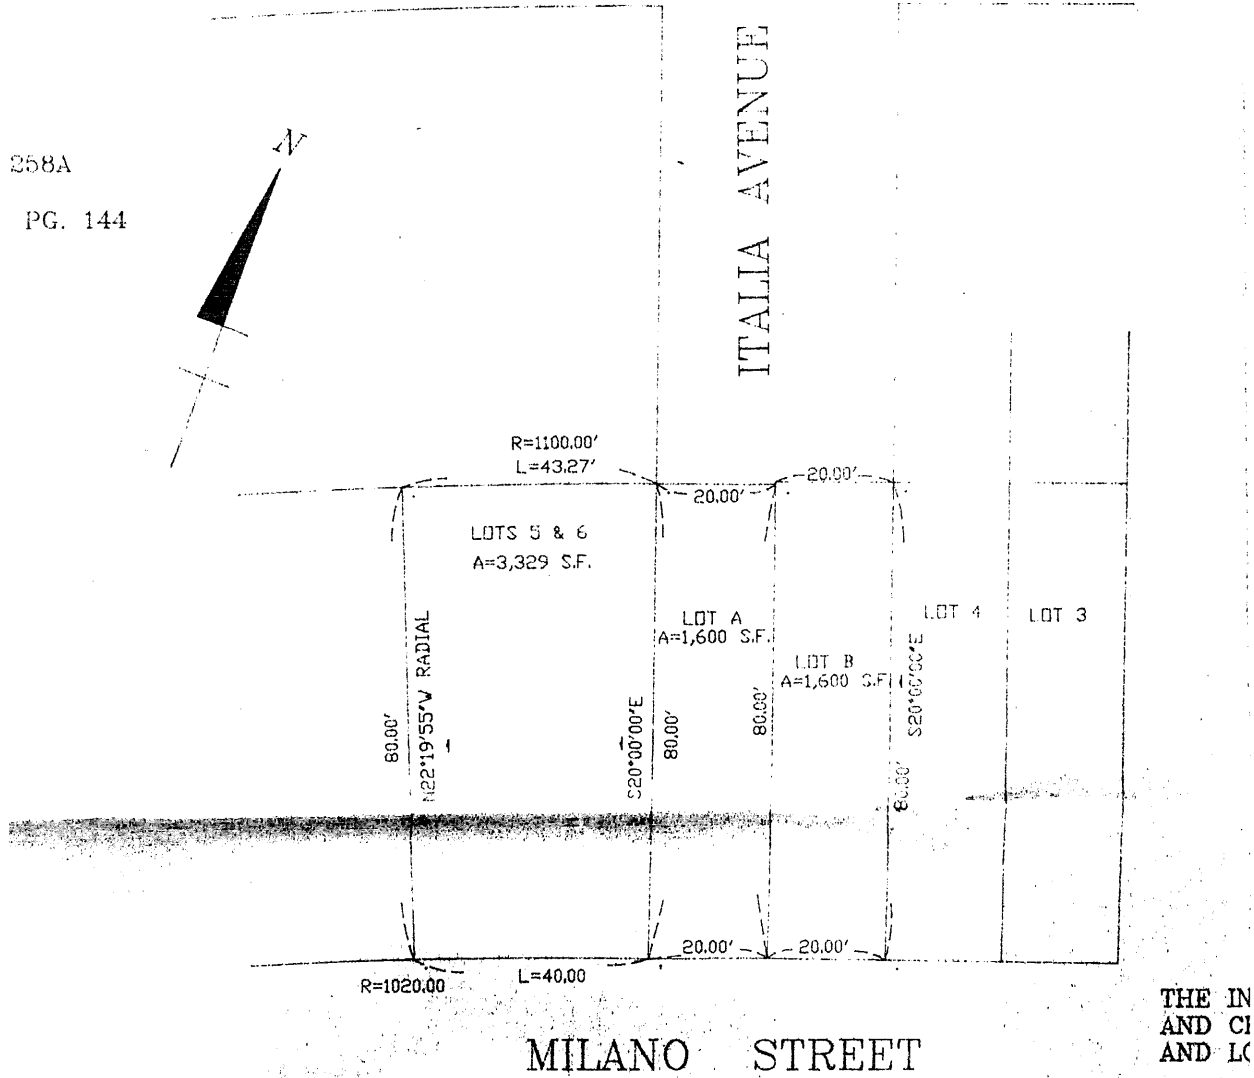 ITALIA AVENUE
N
258A
PG. 144
R=1100.00'
L=43.27'
20.00'
20.00'
LOTS 5 & 6
A=3,329 S.F.
LOT A
A=1,600 S.F.
LOT B
A=1,600 S.F.
LOT 4
LOT 3
80.00'
N22°19'55"W RADIAL
S20°00'00"E
80.00'
80.00'
80.00'
S20°00'00"E
20.00'
20.00'
R=1020.00
L=40.00
THE IN
AND CE
AND LO
MILANO STREET